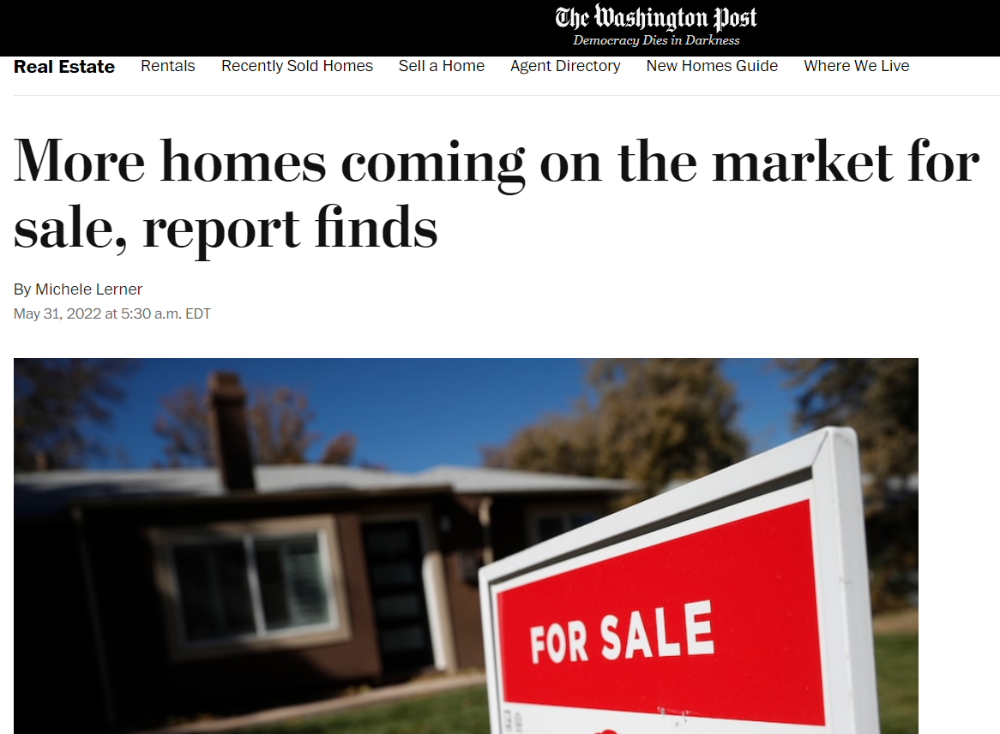 The Washington Post
Democracy Dies in Darkness
Real Estate Rentals Recently Sold Homes Sell a Home Agent Directory New Homes Guide Where We Live
More homes coming on the market for
sale, report finds
By Michele Lerner
May 31, 2022 at 5:30 a.m. EDT
FOR SALE